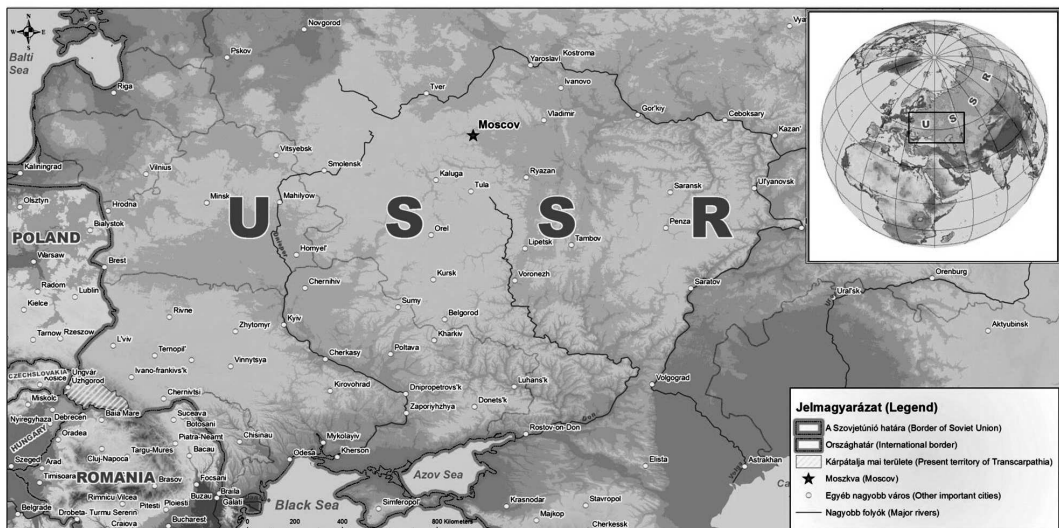 N
W
E
S
Balti
Sea
Novgorod
Pskov
Riga
Yaroslavl
Kostroma
Ivanovo
Tver
Vladimir
Gor'kiy
Ceboksary
Kazan'
Moscov
Vitsyebsk
Smolensk
Kaliningrad
Vilnius
Kaluga
Tula
Ryazan
Saransk
Ul'yanovsk
Olsztyn
Hrodna
Minsk
Mahilyow
Bialystok
U S S R
Orel
Penza
POLAND
Warsaw
Brest
Dnieper
Homyel'
Lipetsk
Tambov
Radom
Lublin
Kielce
Chernihiv
Kursk
Voronezh
Saratov
Orenburg
Ural'sk
Rivne
Sumy
Belgorod
Aktyubinsk
Tarnow
Rzeszow
L'viv
Zhytomyr
Kyiv
Kharkiv
Ternopil'
Poltava
Cherkasy
Vinnytsya
CZECHSLOVAKIA
Kosice
Ungvár
Uzhgorod
Ivano-frankivs'k
Chernivtsi
Kirovohrad
Dnipropetrovs'k
Luhans'k
Volgograd
Miskolc
Nyiregyhaza
Debrecen
Baia Mare
Suceava
Botosani
Zaporiyhzhya
Donets'k
Don
HUNGARY
Oradea
Piatra-Neamt
Chisinau
Mykolayiv
Rostov-on-Don
Cluj-Napoca
Targu-Mures
Bacau
Szeged
Arad
Odesa
Kherson
Elista
Volga
Astrakhan
Timisoara
ROMANIA
Brasov
Focsani
Azov Sea
Rimnicu Vilcea
Ploiesti
Buzau
Braila
Galati
Black Sea
Simferopol'
Krasnodar
Stavropol
Belgrade
Drobeta-
Turmu Severin
Pitesti
Craiova
Bucharest
Majkop
Cherkessk
0
200
400
800 Kilometers
Ca
U S S R
Jelmagyarázat (Legend)
A Szovjetúnió határa (Border of Soviet Union)
Országhatár (International border)
Kárpátalja mai területe (Present territory of Transcarpathia)
Moszkva (Moscov)
Egyéb nagyobb város (Other important cities)
Nagyobb folyók (Major rivers)